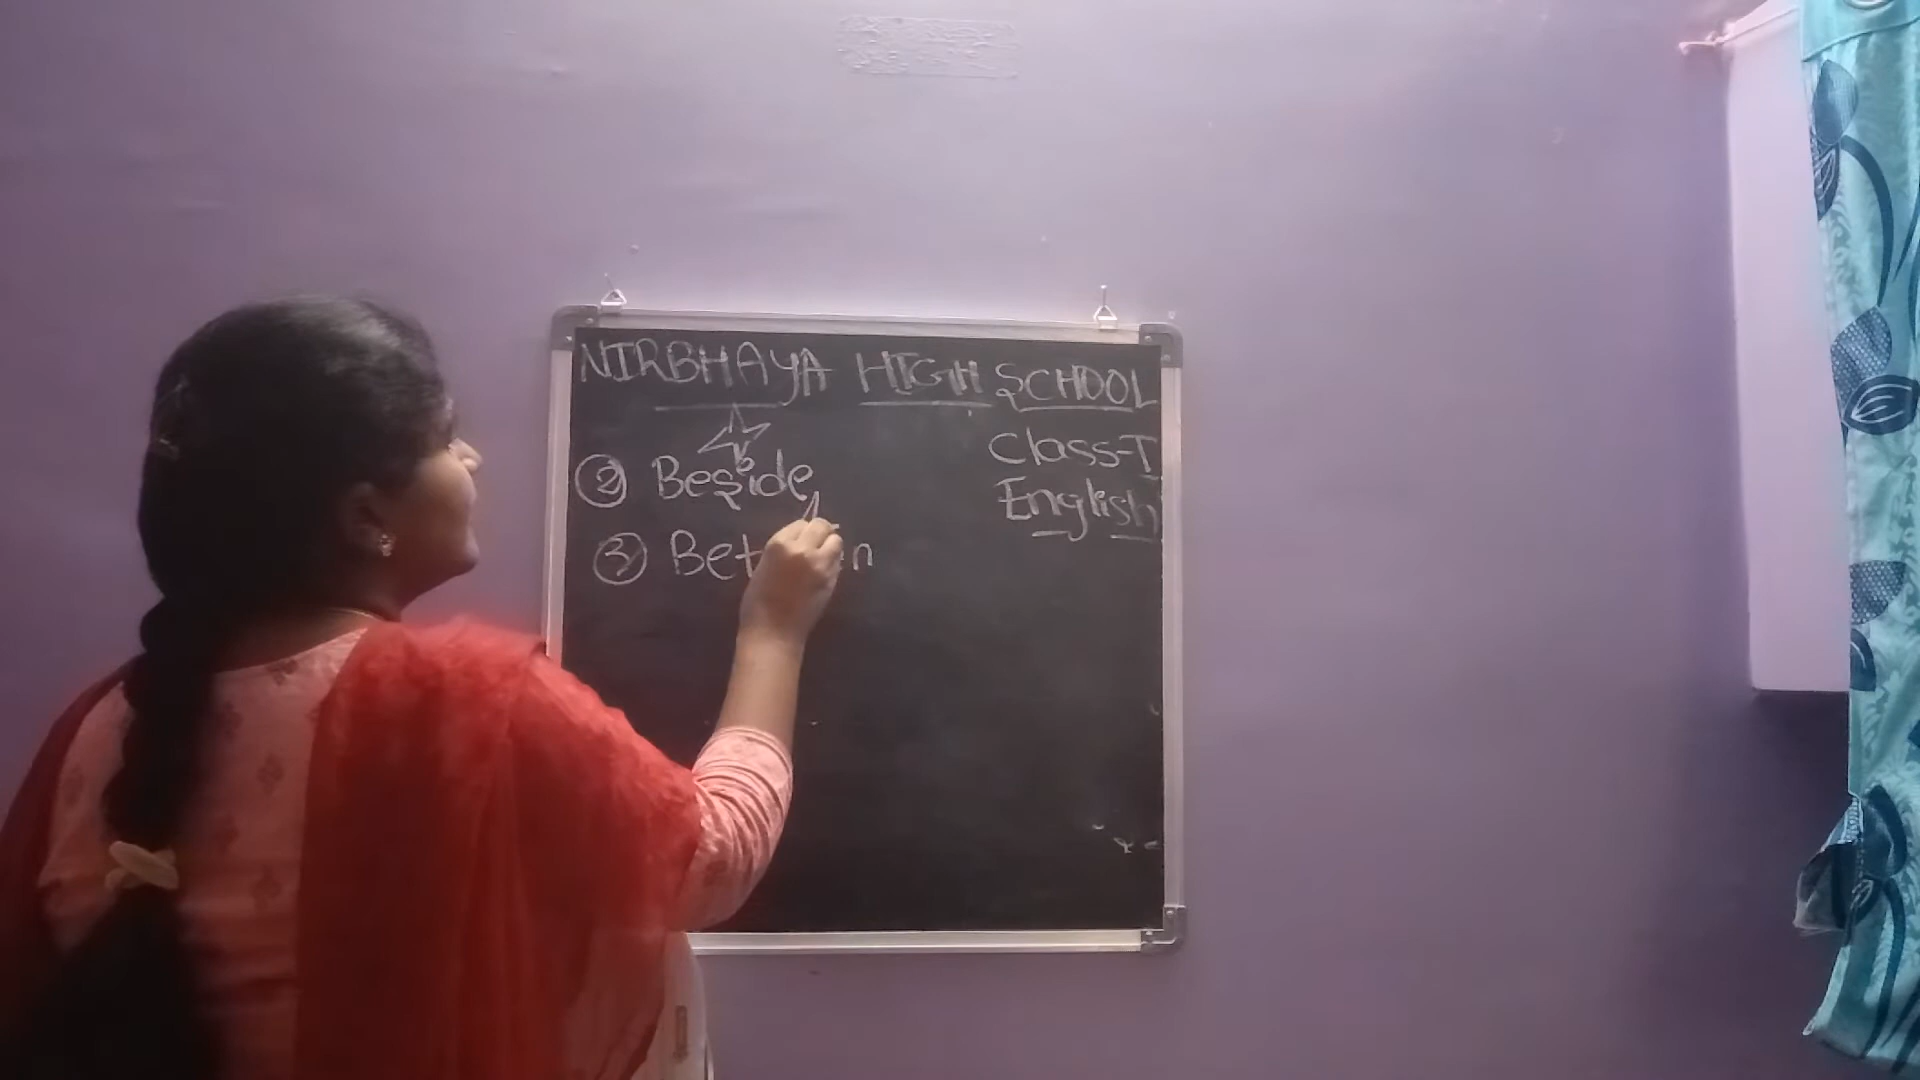 NIRBHAYA HIGH SCHOOL
Class-I
② Beside
English
③